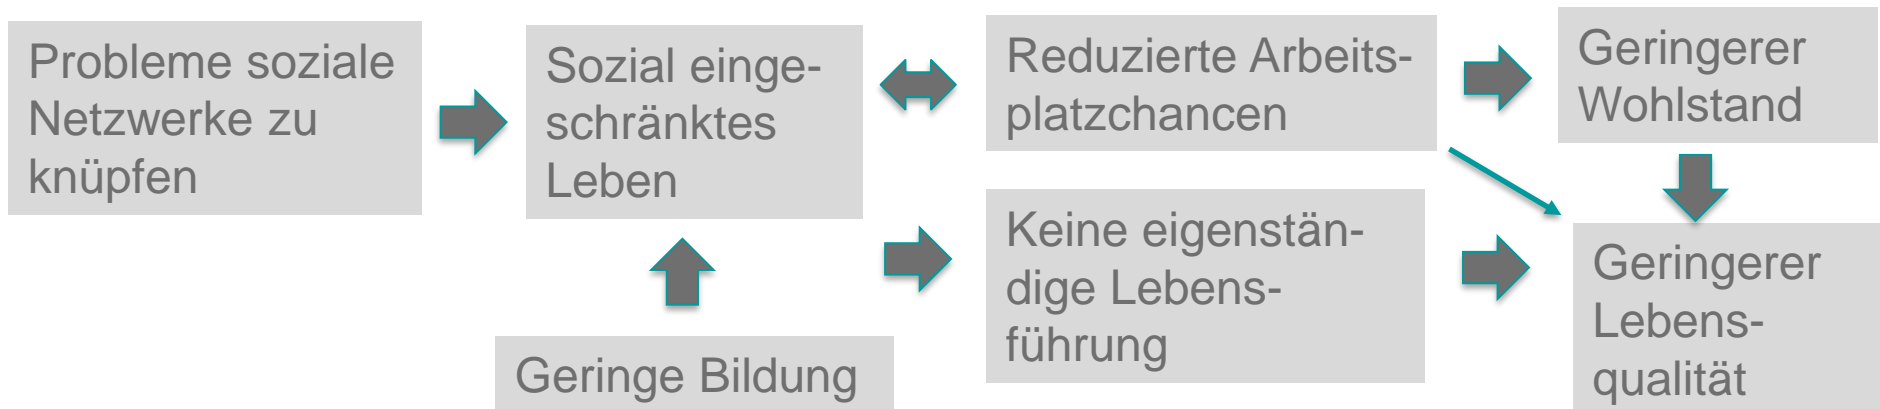 Probleme soziale
Netzwerke zu
knüpfen
Sozial einge-
schränktes
Leben
Reduzierte Arbeits-
platzchancen
Geringerer
Wohlstand
Keine eigenstän-
dige Lebens-
führung
Geringerer
Lebens-
qualität
Geringe Bildung